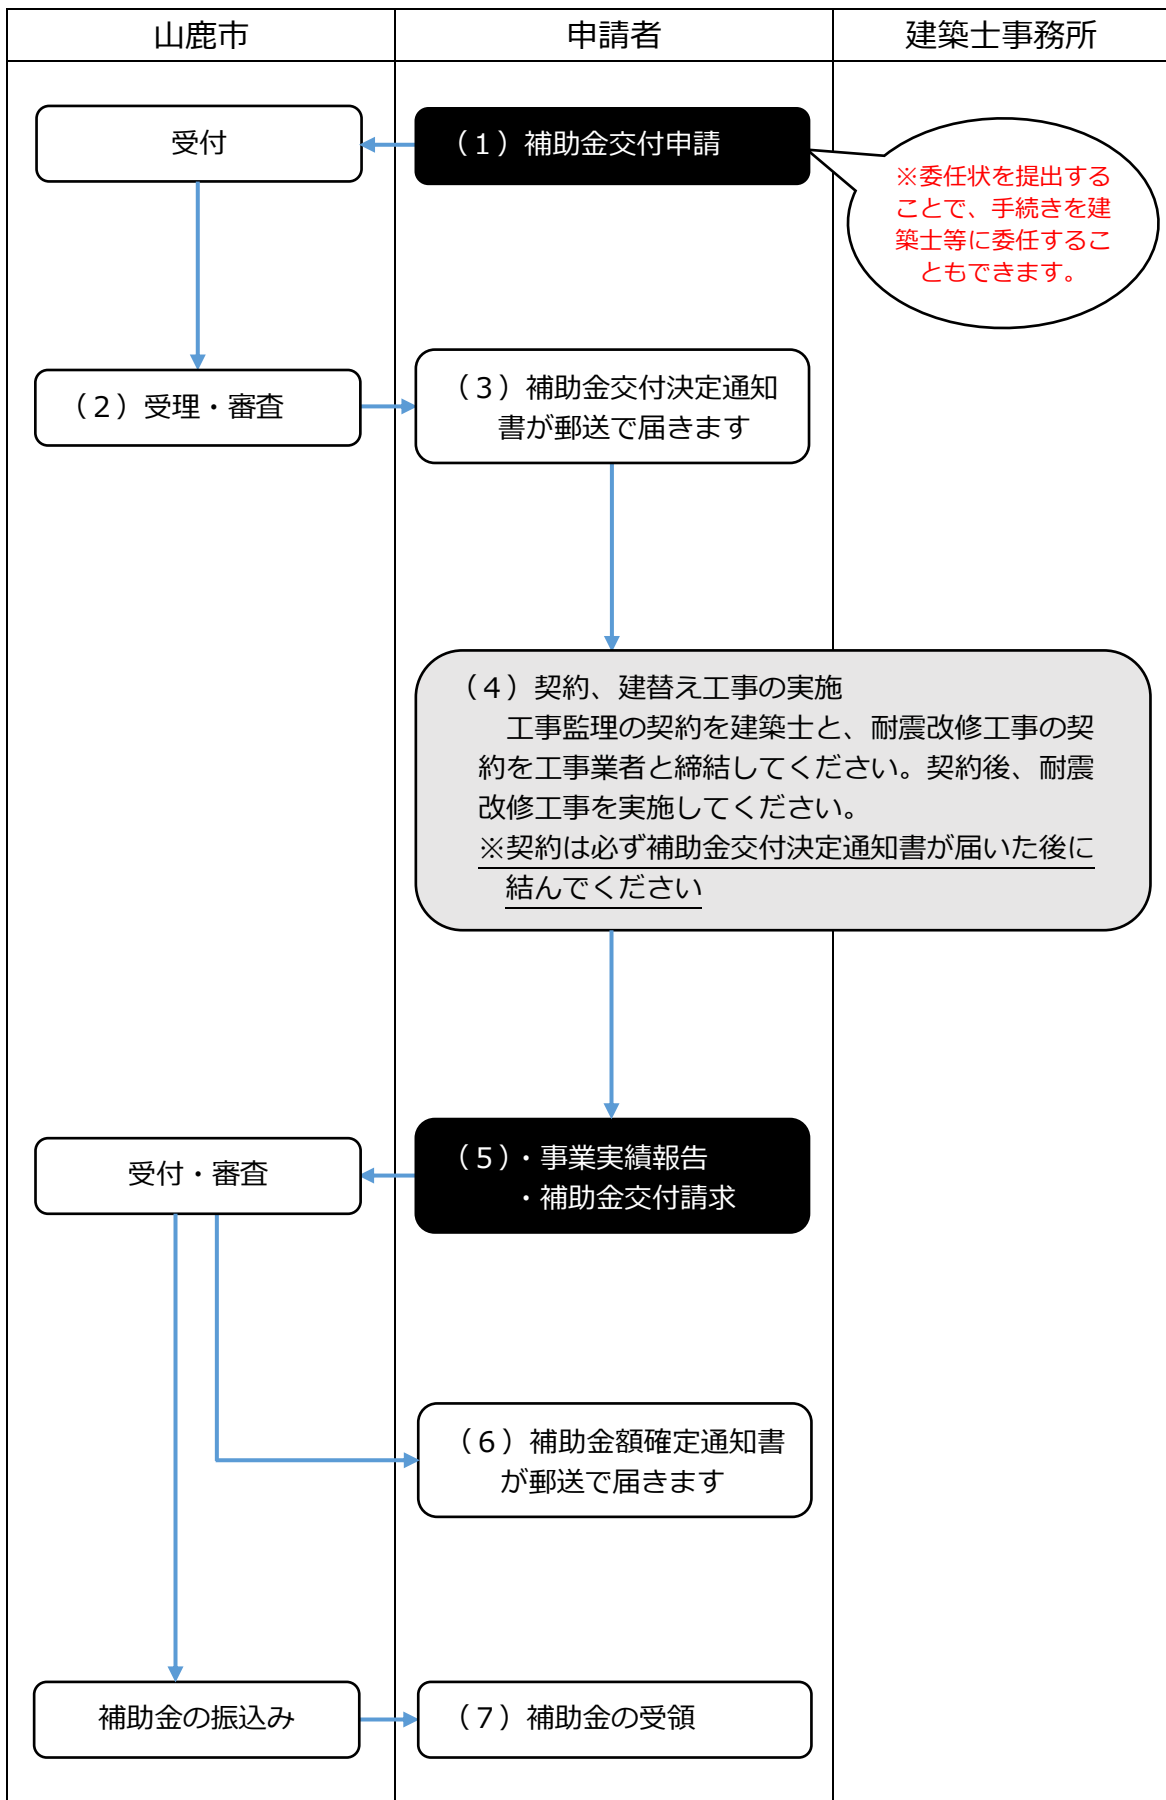 山鹿市
申請者
建築士事務所
受付
（１）補助金交付申請
※委任状を提出する
ことで、手続きを建
築士等に委任するこ
ともできます。
（２）受理・審査
（３）補助金交付決定通知
書が郵送で届きます
（４）契約、建替え工事の実施
工事監理の契約を建築士と、耐震改修工事の契
約を工事業者と締結してください。契約後、耐震
改修工事を実施してください。
※契約は必ず補助金交付決定通知書が届いた後に
結んでください
受付・審査
（５）・事業実績報告
・補助金交付請求
（６）補助金額確定通知書
が郵送で届きます
補助金の振込み
（７）補助金の受領